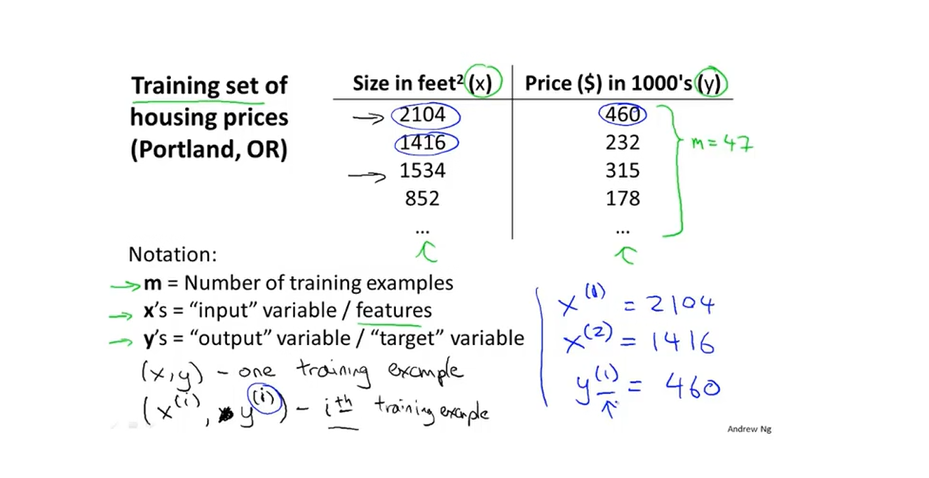 Training set of
housing prices
(Portland, OR)
Size in feet² (x) Price ($) in 1000's (y)
2104 460
1416 232
1534 315
852 178
... ...
m = 47
Notation:
m = Number of training examples
x's = “input” variable / features
y's = “output” variable / “target” variable
(x,y) - one training example
(x^(i), y^(i)) - i^th training example
x^(1) = 2104
x^(2) = 1416
y^(1) = 460
Andrew Ng